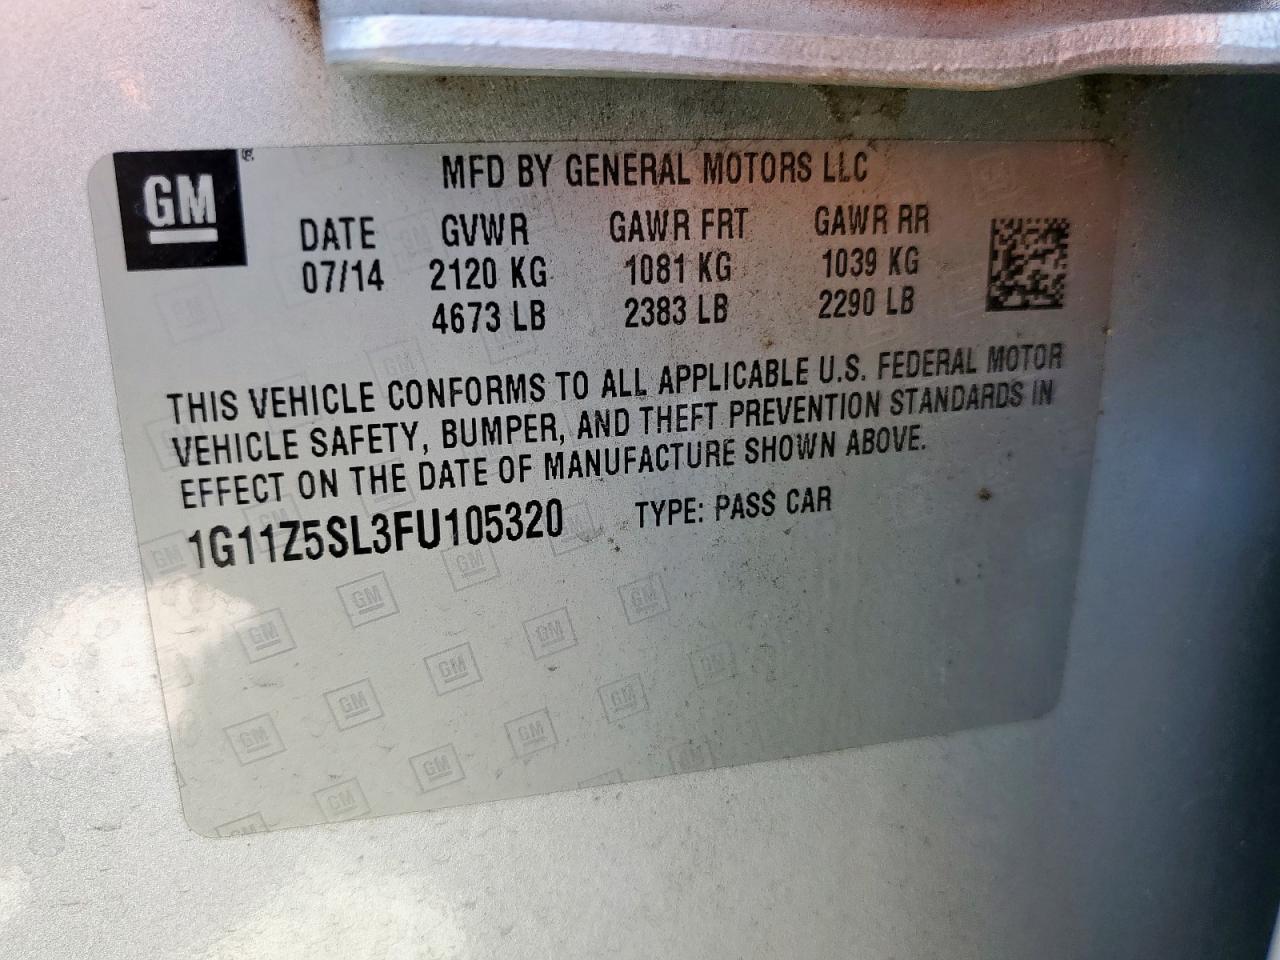 GM
MFD BY GENERAL MOTORS LLC
DATE GVWR GAWR FRT GAWR RR
07/14 2120 KG 1081 KG 1039 KG
4673 LB 2383 LB 2290 LB
THIS VEHICLE CONFORMS TO ALL APPLICABLE U.S. FEDERAL MOTOR
VEHICLE SAFETY, BUMPER, AND THEFT PREVENTION STANDARDS IN
EFFECT ON THE DATE OF MANUFACTURE SHOWN ABOVE.
1G11Z5SL3FU105320 TYPE: PASS CAR